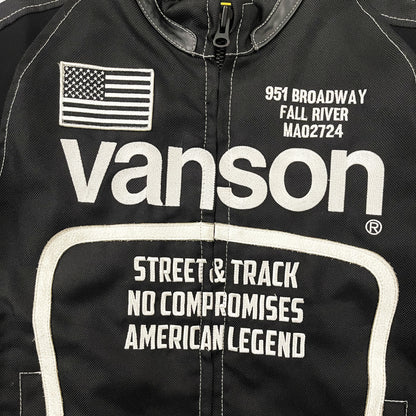 951 BROADWAY
FALL RIVER
MA02724
vanson®
STREET & TRACK
NO COMPROMISES
AMERICAN LEGEND